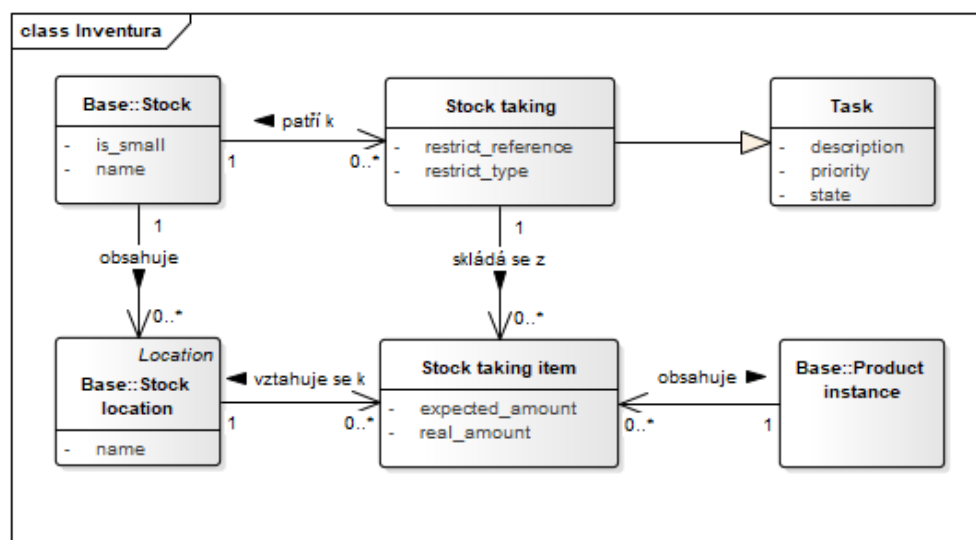 class Inventura
Base::Stock
- is_small
- name
patří k
1
0..*
Stock taking
- restrict_reference
- restrict_type
Task
- description
- priority
- state
1
obsahuje
0..*
1
skládá se z
0..*
Location
Base::Stock
location
- name
vztahuje se k
1
0..*
Stock taking item
- expected_amount
- real_amount
obsahuje
0..*
1
Base::Product
instance